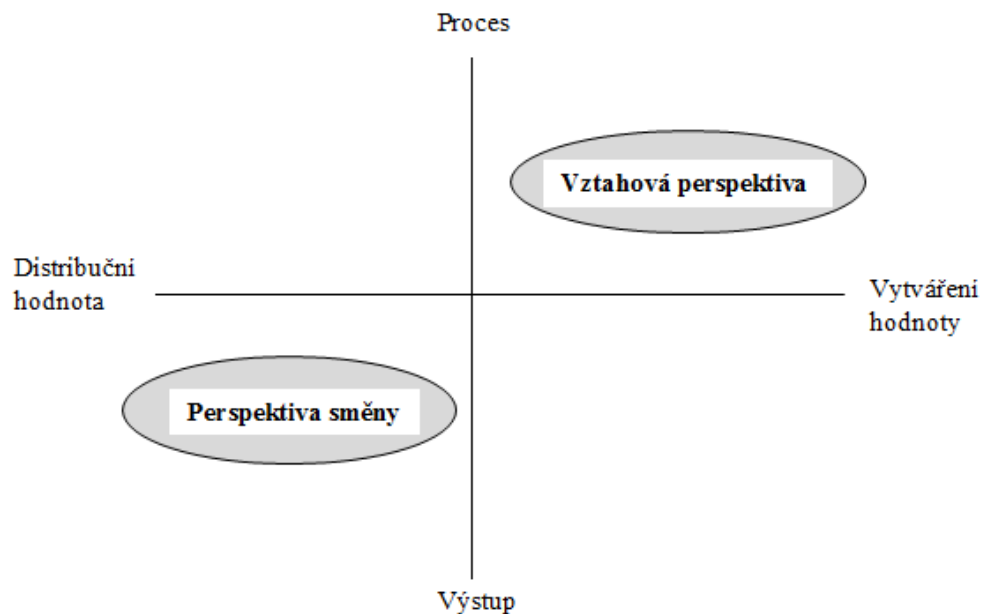 Proces
Vztahová perspektiva
Distribuční
hodnota
Vytváření
hodnoty
Perspektiva směny
Výstup